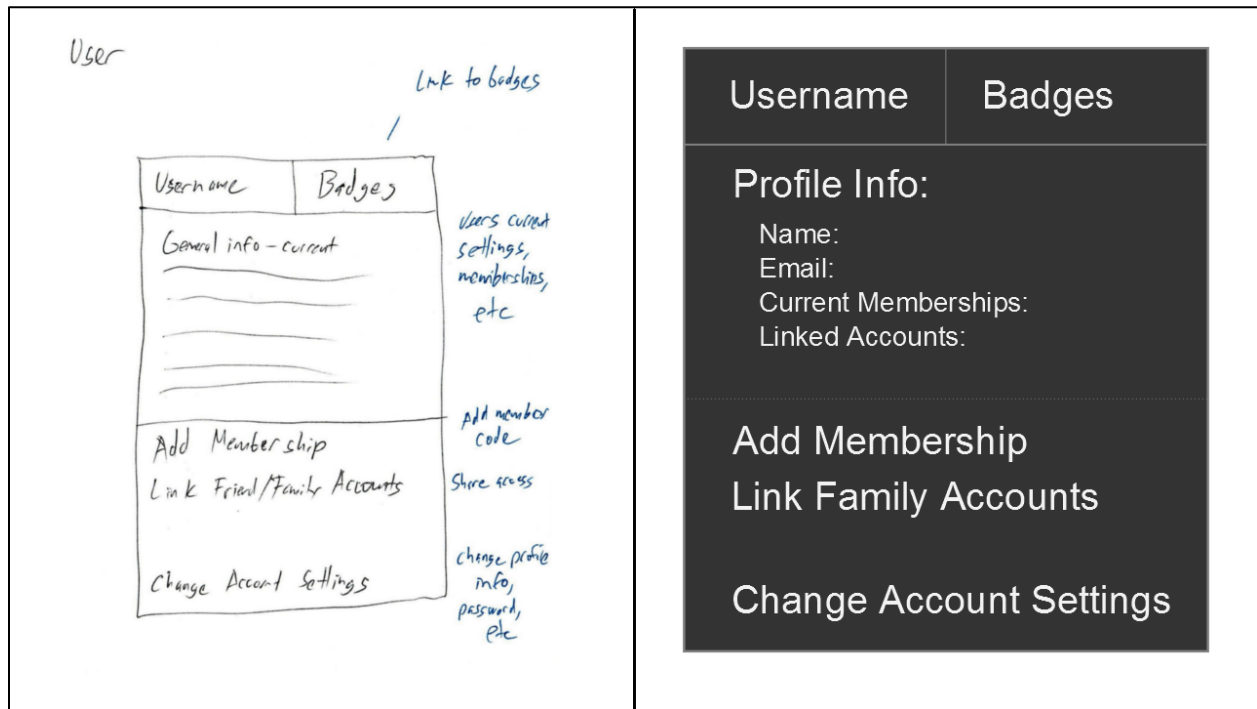 User
Link to badges
Username
Badges
General info - current
Users current
settings,
memberships,
etc
Add Membership
Link Friend/Family Accounts
Change Account Settings
Add member
code
Share access
change profile
info,
password,
etc
Username
Badges
Profile Info:
Name:
Email:
Current Memberships:
Linked Accounts:
Add Membership
Link Family Accounts
Change Account Settings